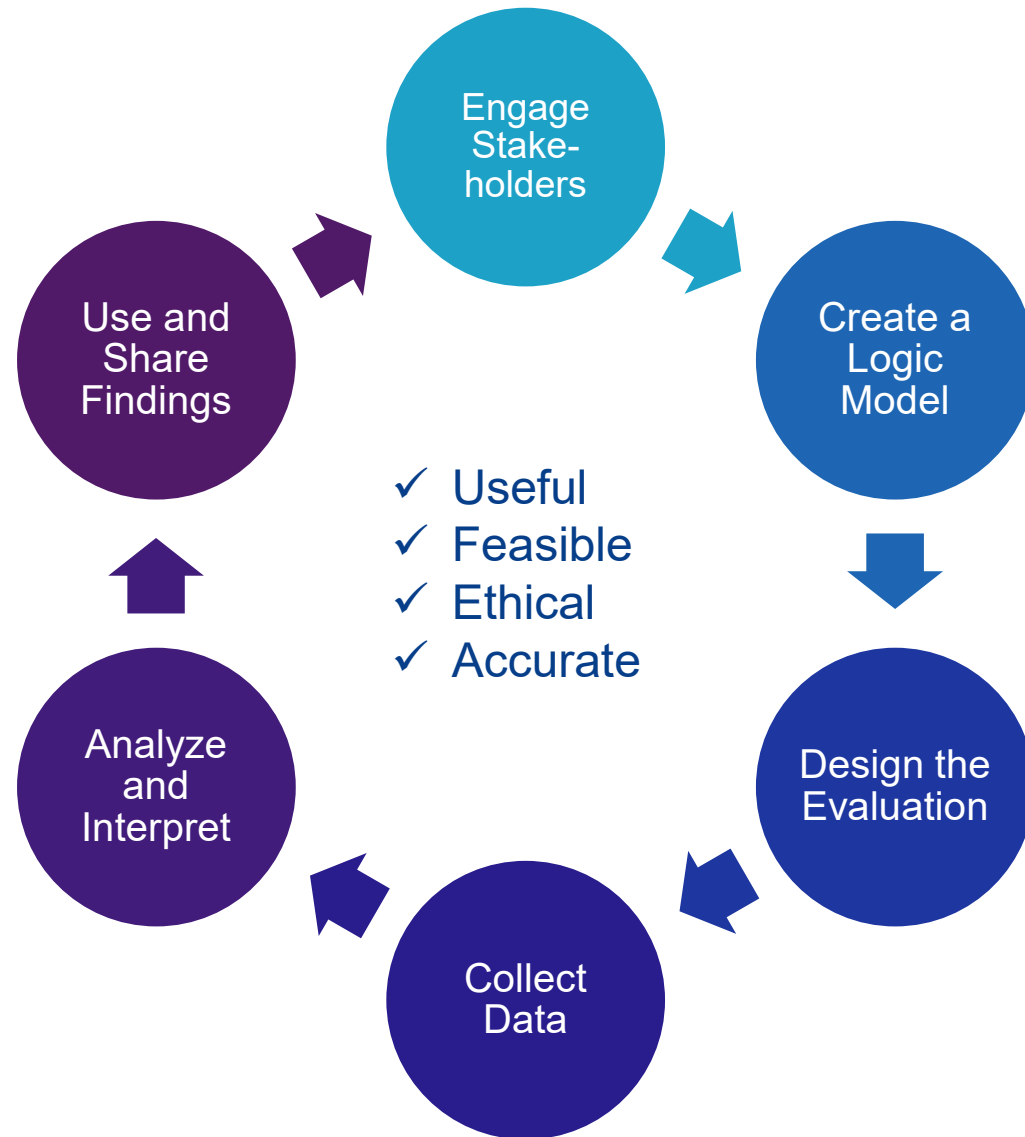 Engage
Stake-
holders
Create a
Logic
Model
Design the
Evaluation
Collect
Data
Analyze
and
Interpret
Use and
Share
Findings
✓ Useful
✓ Feasible
✓ Ethical
✓ Accurate